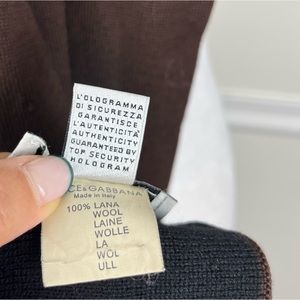 L'OLOGRAMMA
DI SICUREZZA
GARANTISCE
L'AUTENTICITÀ
AUTHENTICITY
GUARANTEED BY
TOP SECURITY
HOLOGRAM
CE&GABBANA
Made in Italy
100% LANA
WOOL
LAINE
WOLLE
LA
WOL
ULL